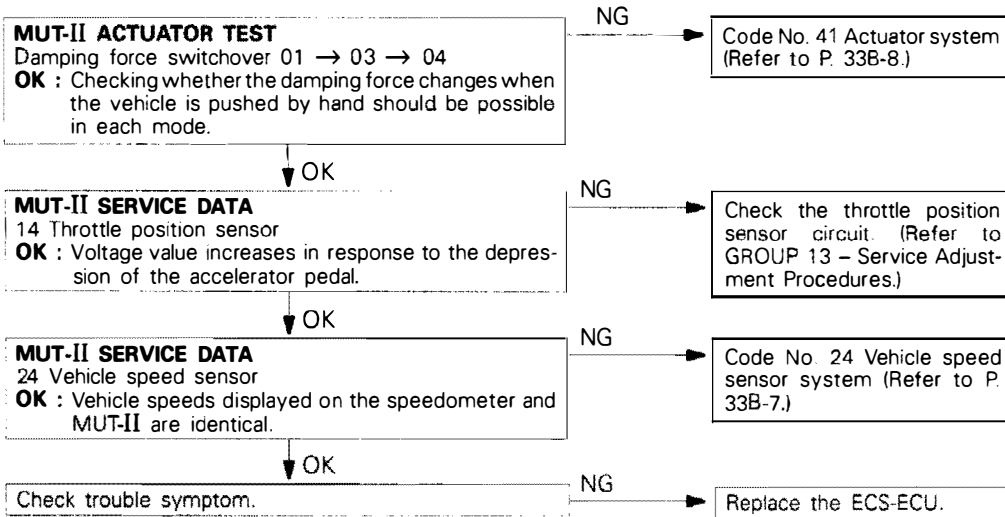 MUT-II ACTUATOR TEST
Damping force switchover 01 → 03 → 04
OK : Checking whether the damping force changes when
the vehicle is pushed by hand should be possible
in each mode.
NG
Code No. 41 Actuator system
(Refer to P. 33B-8.)
OK
MUT-II SERVICE DATA
14 Throttle position sensor
OK : Voltage value increases in response to the depres-
sion of the accelerator pedal.
NG
Check the throttle position
sensor circuit. (Refer to
GROUP 13 – Service Adjust-
ment Procedures.)
OK
MUT-II SERVICE DATA
24 Vehicle speed sensor
OK : Vehicle speeds displayed on the speedometer and
MUT-II are identical.
NG
Code No. 24 Vehicle speed
sensor system (Refer to P.
33B-7.)
OK
Check trouble symptom.
NG
Replace the ECS-ECU.